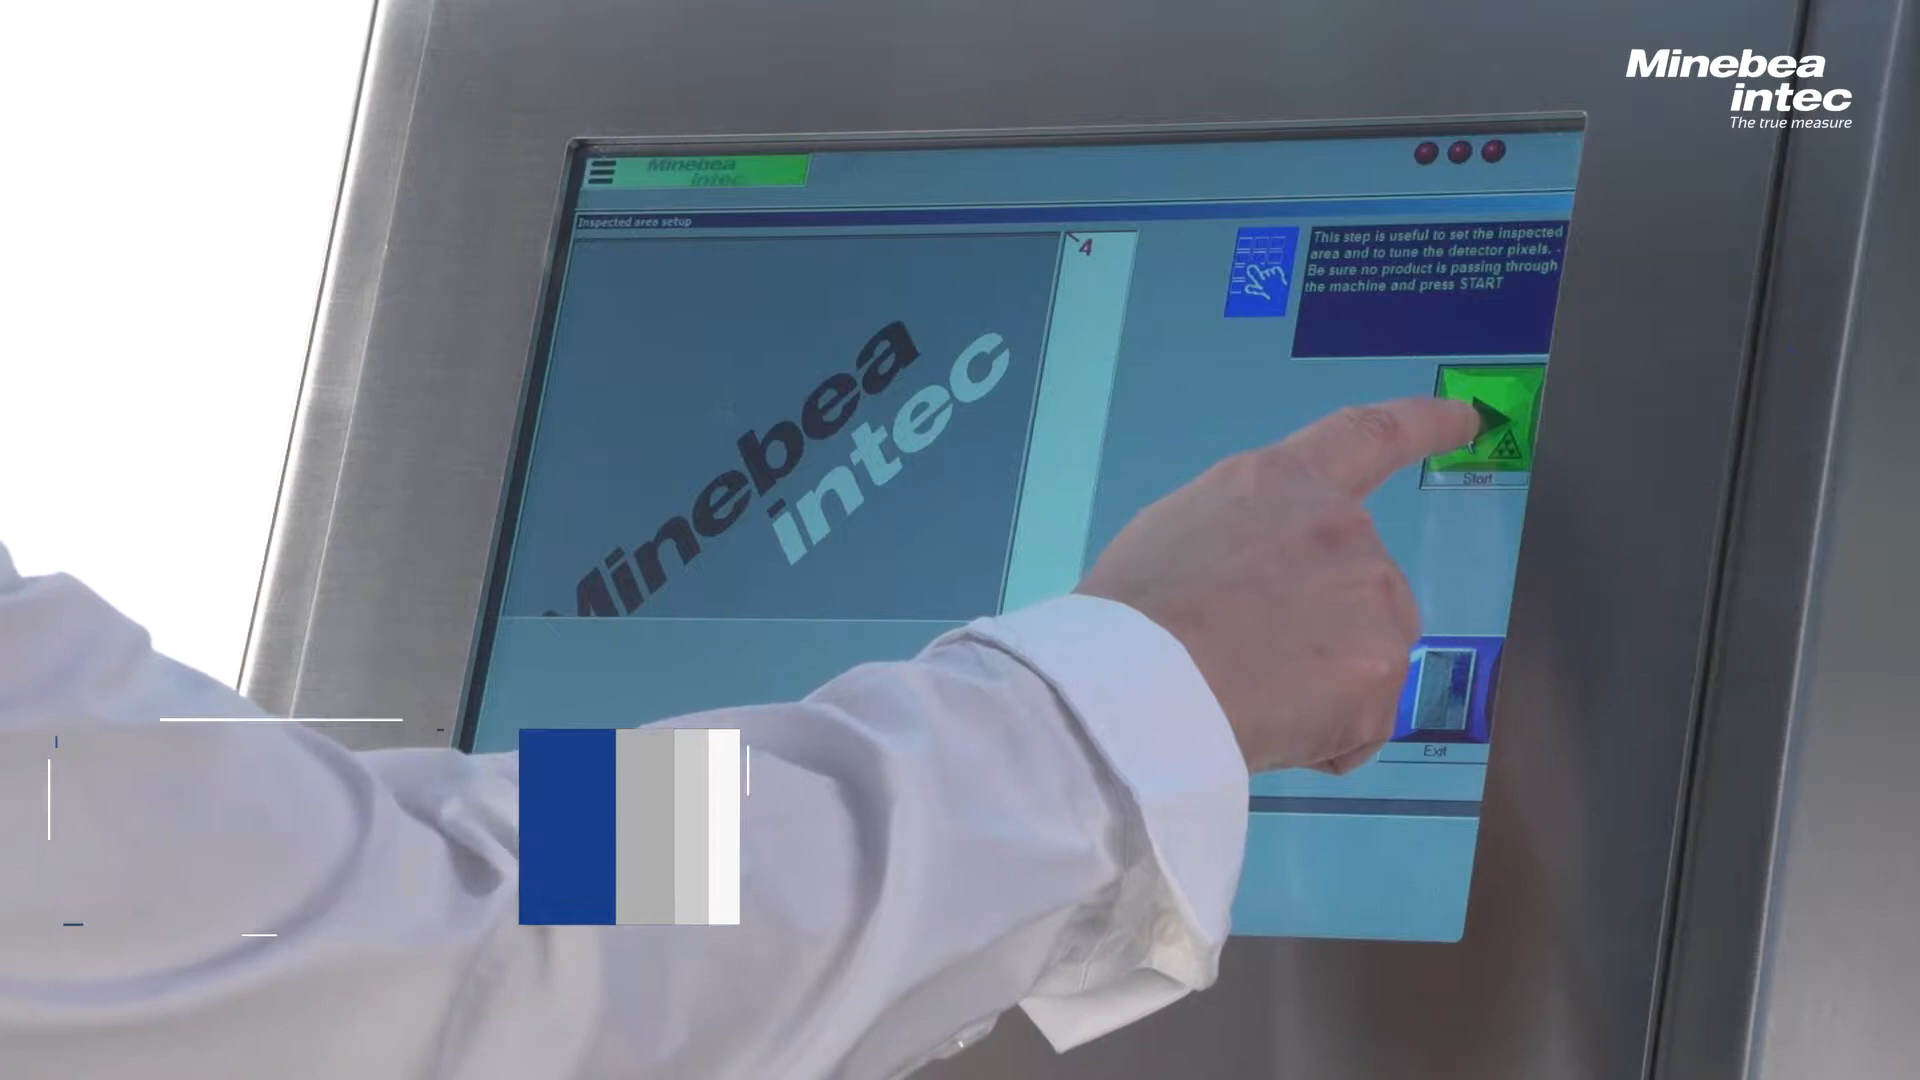 Minebea
intec
The true measure
Minebea
intec
Inspected area setup
4
This step is useful to set the inspected
area and to tune the detector pixels. -
Be sure no product is passing through
the machine and press START
Minebea
intec
Start
Exit